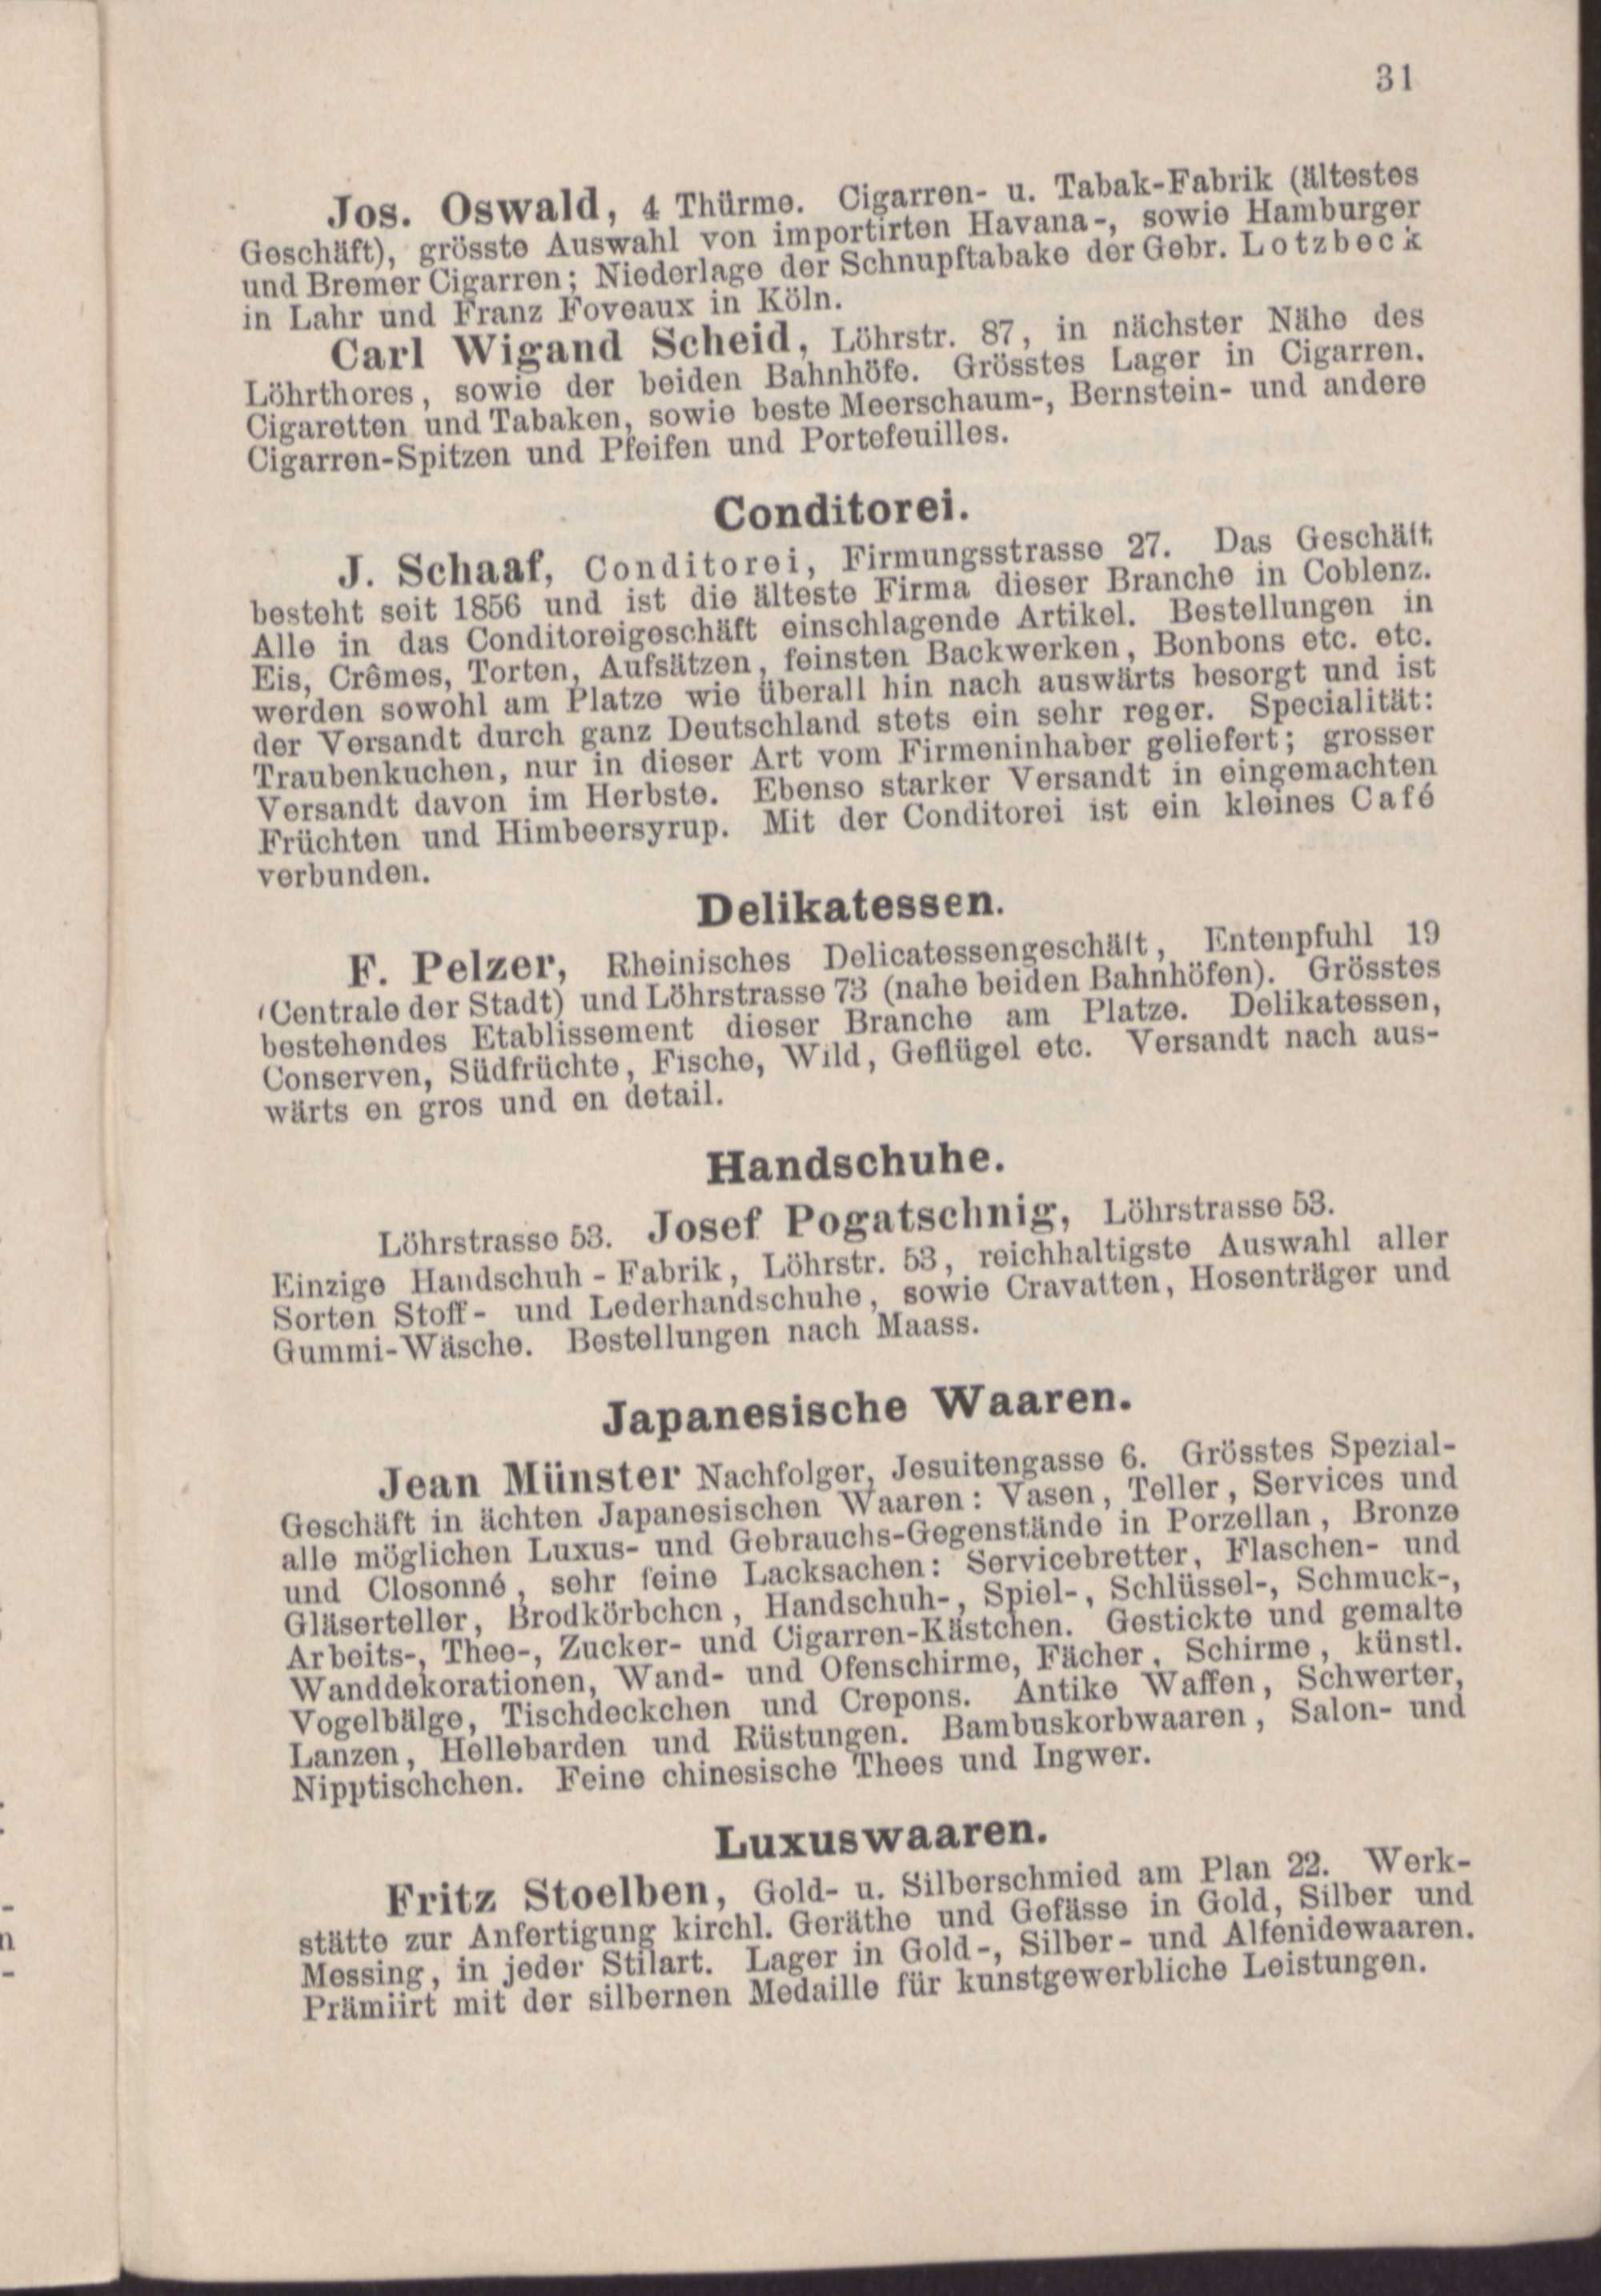 31
Jos. Oswald, 4 Thürme. Cigarren- u. Tabak-Fabrik (ältestes
Geschäft), grösste Auswahl von importirten Havana-, sowie Hamburger
und Bremer Cigarren; Niederlage der Schnupftabake der Gebr. Lotzbeck
in Lahr und Franz Foveaux in Köln.
Carl Wigand Scheid, Löhrstr. 87, in nächster Nähe des
Löhrthores, sowie der beiden Bahnhöfe. Grösstes Lager in Cigarren.
Cigaretten und Tabaken, sowie beste Meerschaum-, Bernstein- und andere
Cigarren-Spitzen und Pfeifen und Portefeuilles.
Conditorei.
J. Schaaf, Conditorei, Firmungsstrasse 27. Das Geschäft
besteht seit 1856 und ist die älteste Firma dieser Branche in Coblenz.
Alle in das Conditoreigeschäft einschlagende Artikel. Bestellungen in
Eis, Crêmes, Torten, Aufsätzen, feinsten Backwerken, Bonbons etc. etc.
werden sowohl am Platze wie überall hin nach auswärts besorgt und ist
der Versandt durch ganz Deutschland stets ein sehr reger. Specialität:
Traubenkuchen, nur in dieser Art vom Firmeninhaber geliefert; grosser
Versandt davon im Herbste. Ebenso starker Versandt in eingemachten
Früchten und Himbeersyrup. Mit der Conditorei ist ein kleines Café
verbunden.
Delikatessen.
F. Pelzer, Rheinisches Delicatessengeschäft, Entenpfuhl 19
(Centrale der Stadt) und Löhrstrasse 73 (nahe beiden Bahnhöfen). Grösstes
bestehendes Etablissement dieser Branche am Platze. Delikatessen,
Conserven, Südfrüchte, Fische, Wild, Geflügel etc. Versandt nach aus-
wärts en gros und en detail.
Handschuhe.
Löhrstrasse 53. Josef Pogatschnig, Löhrstrasse 53.
Einzige Handschuh-Fabrik, Löhrstr. 53, reichhaltigste Auswahl aller
Sorten Stoff- und Lederhandschuhe, sowie Cravatten, Hosenträger und
Gummi-Wäsche. Bestellungen nach Maass.
Japanesische Waaren.
Jean Münster Nachfolger, Jesuitengasse 6. Grösstes Spezial-
Geschäft in ächten Japanesischen Waaren: Vasen, Teller, Services und
alle möglichen Luxus- und Gebrauchs-Gegenstände in Porzellan, Bronze
und Closonné, sehr feine Lacksachen: Servicebretter, Flaschen- und
Gläserteller, Brodkörbchen, Handschuh-, Spiel-, Schlüssel-, Schmuck-,
Arbeits-, Thee-, Zucker- und Cigarren-Kästchen. Gestickte und gemalte
Wanddekorationen, Wand- und Ofenschirme, Fächer, Schirme, künstl.
Vogelbälge, Tischdeckchen und Crepons. Antike Waffen, Schwerter,
Lanzen, Hellebarden und Rüstungen. Bambuskorbwaaren, Salon- und
Nipptischchen. Feine chinesische Thees und Ingwer.
Luxuswaaren.
Fritz Stoelben, Gold- u. Silberschmied am Plan 22. Werk-
stätte zur Anfertigung kirchl. Geräthe und Gefässe in Gold, Silber und
Messing, in jeder Stilart. Lager in Gold-, Silber- und Alfenidewaaren.
Prämiirt mit der silbernen Medaille für kunstgewerbliche Leistungen.